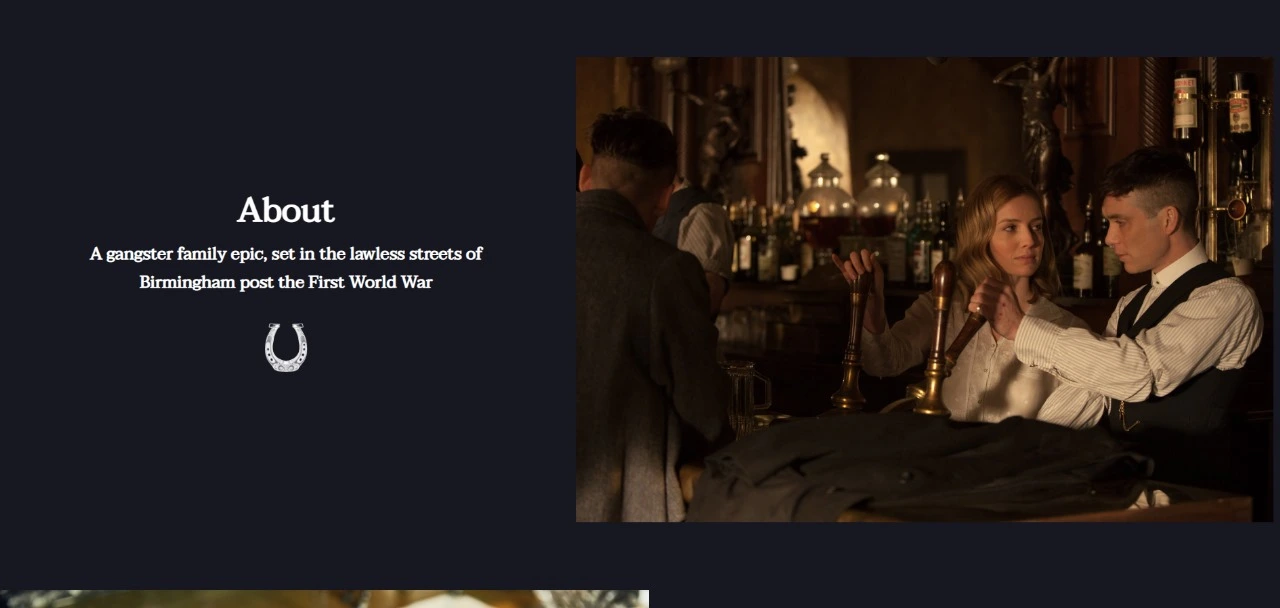 About
A gangster family epic, set in the lawless streets of
Birmingham post the First World War